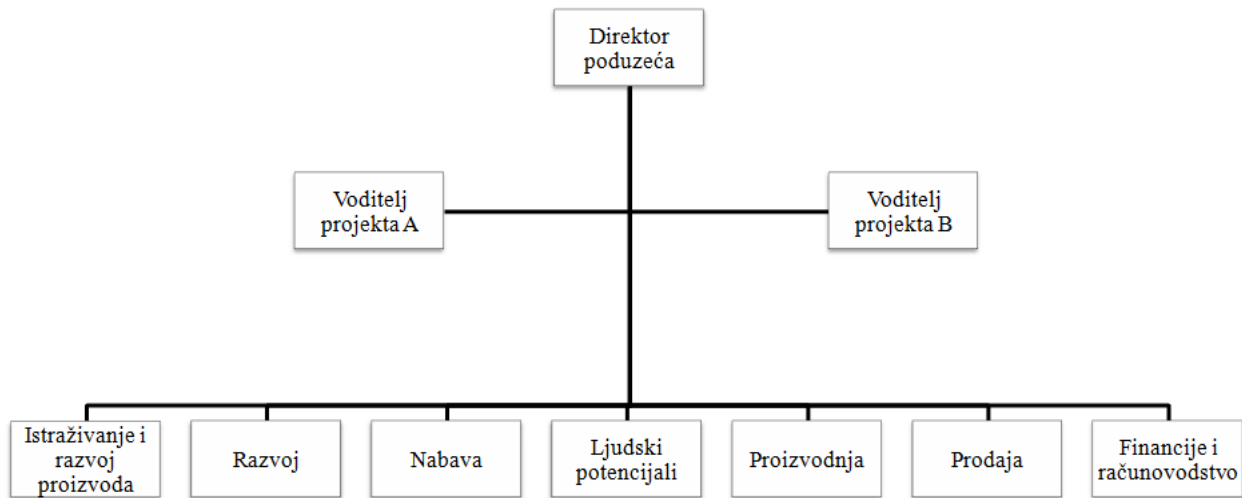 Direktor
poduzeća
Voditelj
projekta A
Voditelj
projekta B
Istraživanje i
razvoj
proizvoda
Razvoj
Nabava
Ljudski
potencijali
Proizvodnja
Prodaja
Financije i
računovodstvo